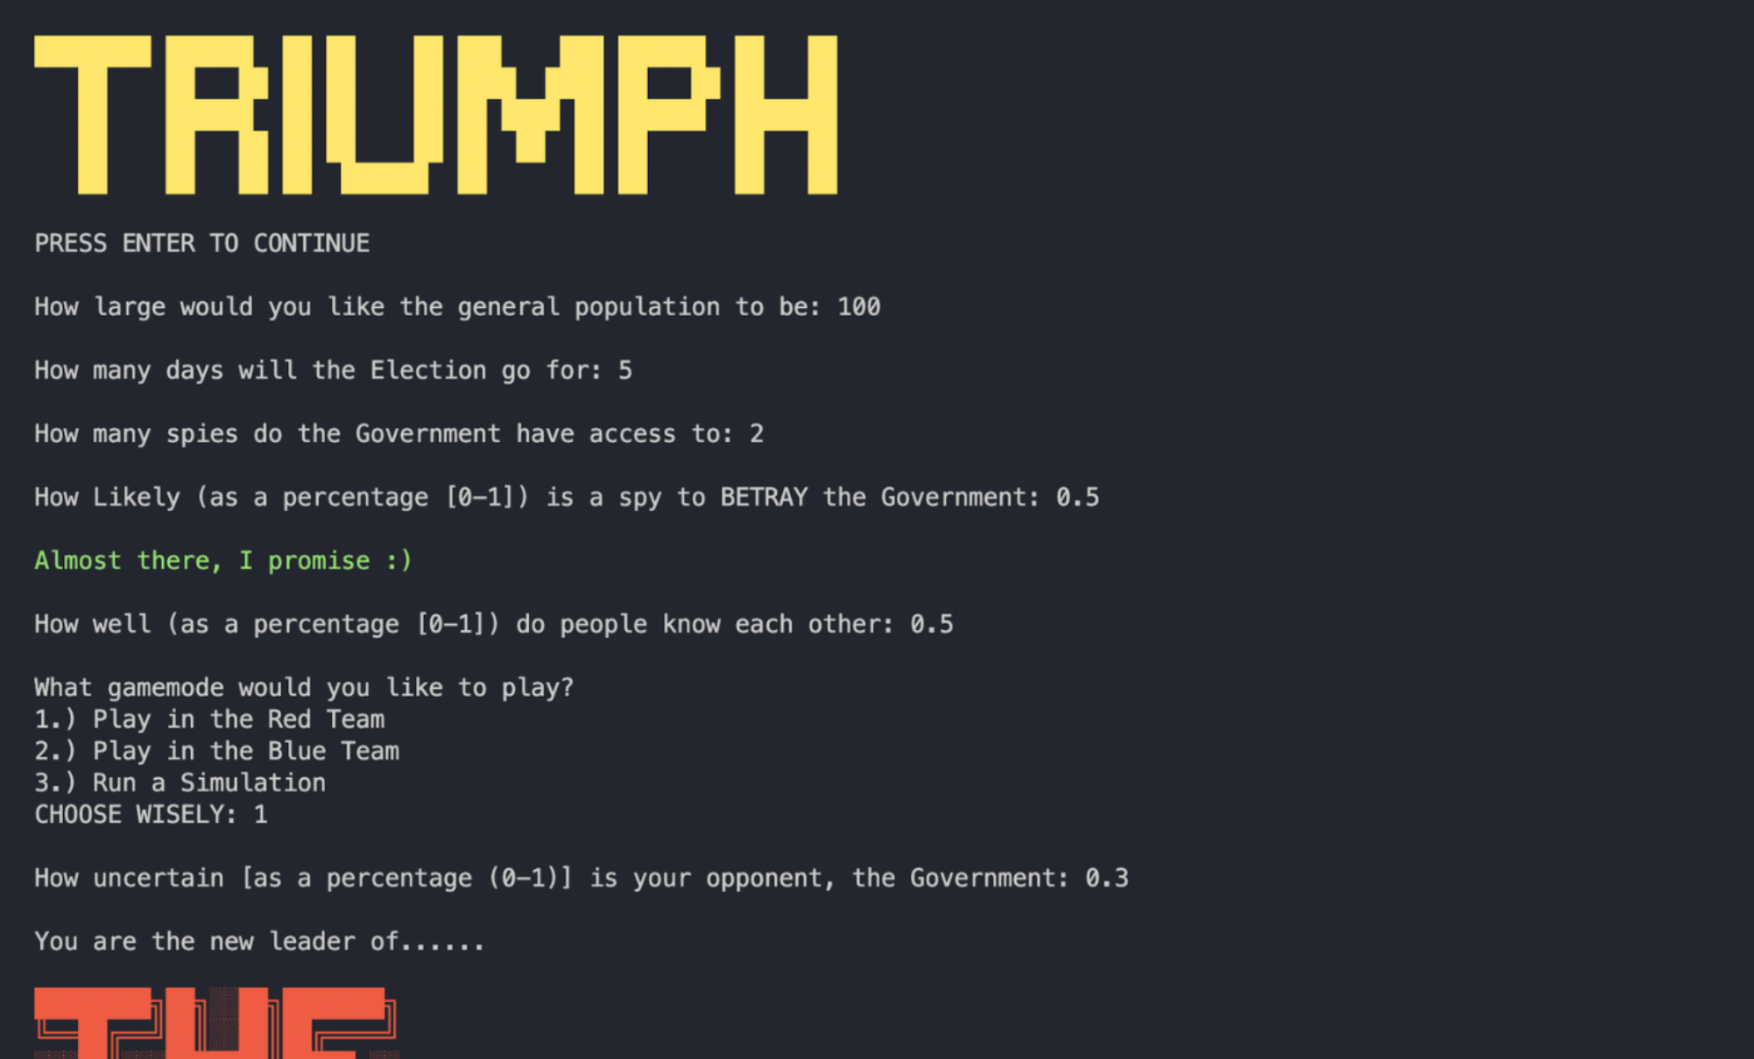 TRIUMPH
PRESS ENTER TO CONTINUE
How large would you like the general population to be: 100
How many days will the Election go for: 5
How many spies do the Government have access to: 2
How Likely (as a percentage [0-1]) is a spy to BETRAY the Government: 0.5
Almost there, I promise :)
How well (as a percentage [0-1]) do people know each other: 0.5
What gamemode would you like to play?
1.) Play in the Red Team
2.) Play in the Blue Team
3.) Run a Simulation
CHOOSE WISELY: 1
How uncertain [as a percentage (0-1)] is your opponent, the Government: 0.3
You are the new leader of......
THE